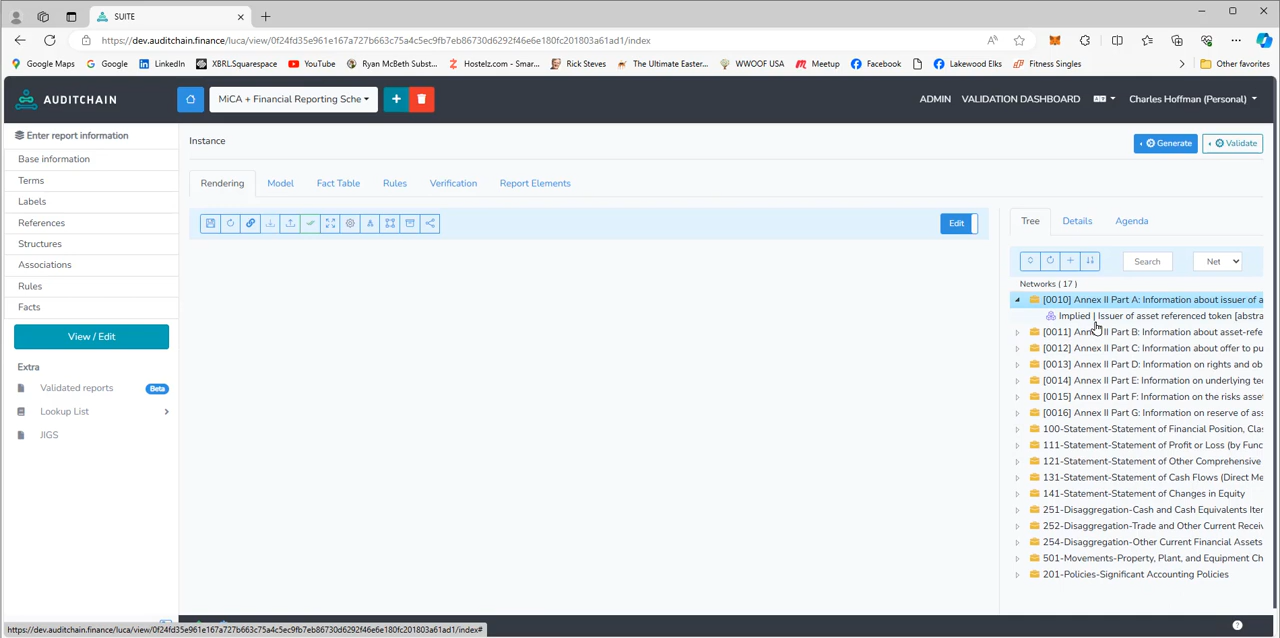 SUITE
https://dev.auditchain.finance/luca/view/0f24fd35e961e167a727b663c75a4c5ec9fb7eb86730d6292f46e6e180fc201803a61ad1/index
Google Maps Google LinkedIn XBRL.Squarespace YouTube Ryan McBeth Subst... Hostelz.com - Smar... Rick Steves The Ultimate Easter... WWOOF USA Meetup Facebook Lakewood Elks Fitness Singles Other favorites
AUDITCHAIN MiCA + Financial Reporting Sche ADMIN VALIDATION DASHBOARD Charles Hoffman (Personal)
Enter report information
Base information
Terms
Labels
References
Structures
Associations
Rules
Facts
View / Edit
Extra
Validated reports Beta
Lookup List
JIGS
Instance Generate Validate
Rendering Model Fact Table Rules Verification Report Elements
Edit
Tree Details Agenda
Search Net
Networks ( 17 )
[0010] Annex II Part A: Information about issuer of a
Implied | Issuer of asset referenced token [abstra
[0011] Annex II Part B: Information about asset-refe
[0012] Annex II Part C: Information about offer to pu
[0013] Annex II Part D: Information on rights and ob
[0014] Annex II Part E: Information on underlying te
[0015] Annex II Part F: Information on the risks asse
[0016] Annex II Part G: Information on reserve of ass
100-Statement-Statement of Financial Position, Clas
111-Statement-Statement of Profit or Loss (by Func
121-Statement-Statement of Other Comprehensive
131-Statement-Statement of Cash Flows (Direct Me
141-Statement-Statement of Changes in Equity
251-Disaggregation-Cash and Cash Equivalents Iter
252-Disaggregation-Trade and Other Current Recei
254-Disaggregation-Other Current Financial Assets
501-Movements-Property, Plant, and Equipment Ch
201-Policies-Significant Accounting Policies
https://dev.auditchain.finance/luca/view/0f24fd35e961e167a727b663c75a4c5ec9fb7eb86730d6292f46e6e180fc201803a61ad1/index#